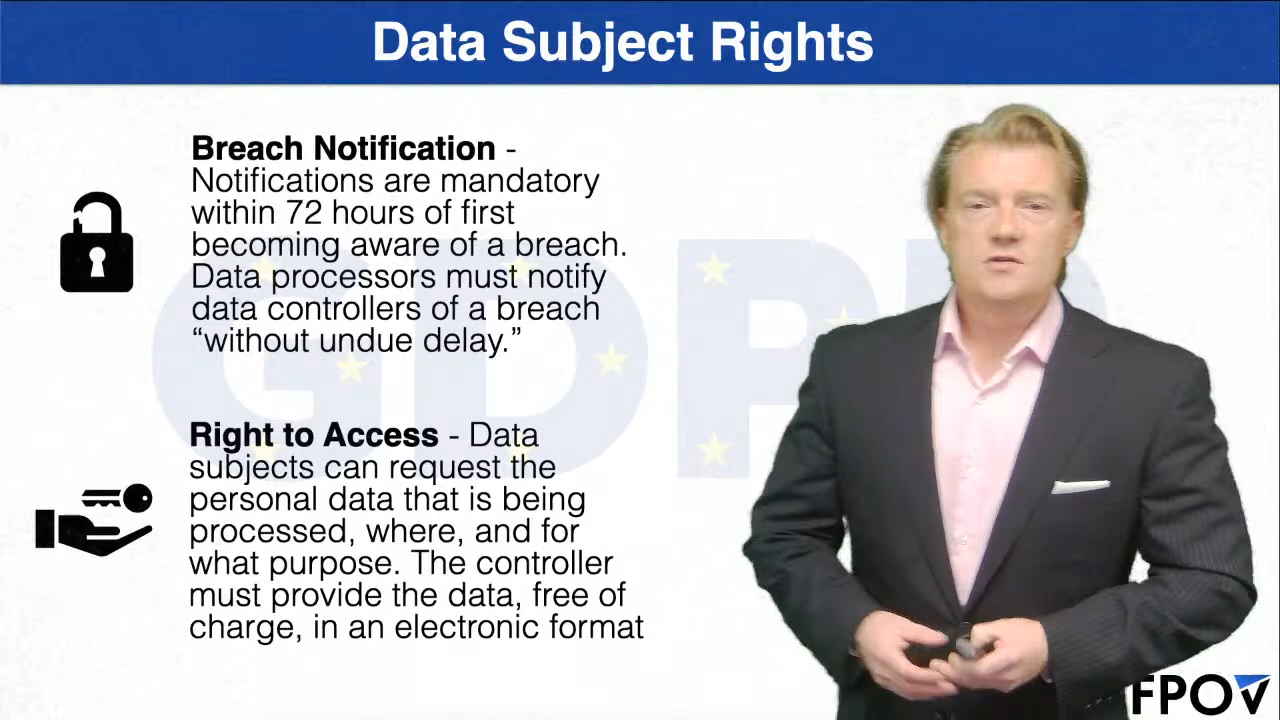 Data Subject Rights
Breach Notification -
Notifications are mandatory
within 72 hours of first
becoming aware of a breach.
Data processors must notify
data controllers of a breach
“without undue delay.”
Right to Access - Data
subjects can request the
personal data that is being
processed, where, and for
what purpose. The controller
must provide the data, free of
charge, in an electronic format
GDPR
FPOV